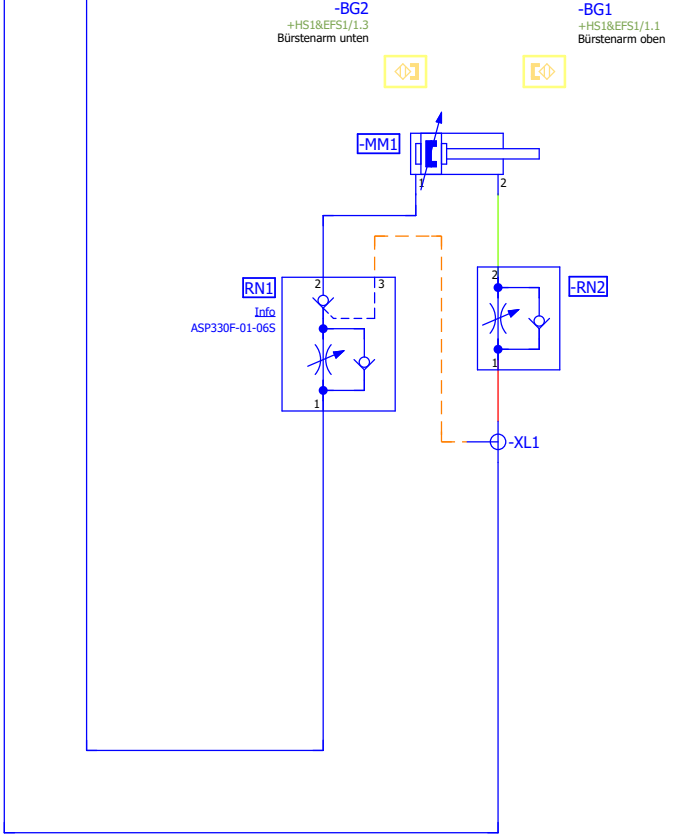 -BG2
+HS1&EFS1/1.3
Bürstenarm unten
-BG1
+HS1&EFS1/1.1
Bürstenarm oben
-MM1
1
2
RN1
Info
ASP330F-01-06S
2
3
1
2
-RN2
1
-XL1